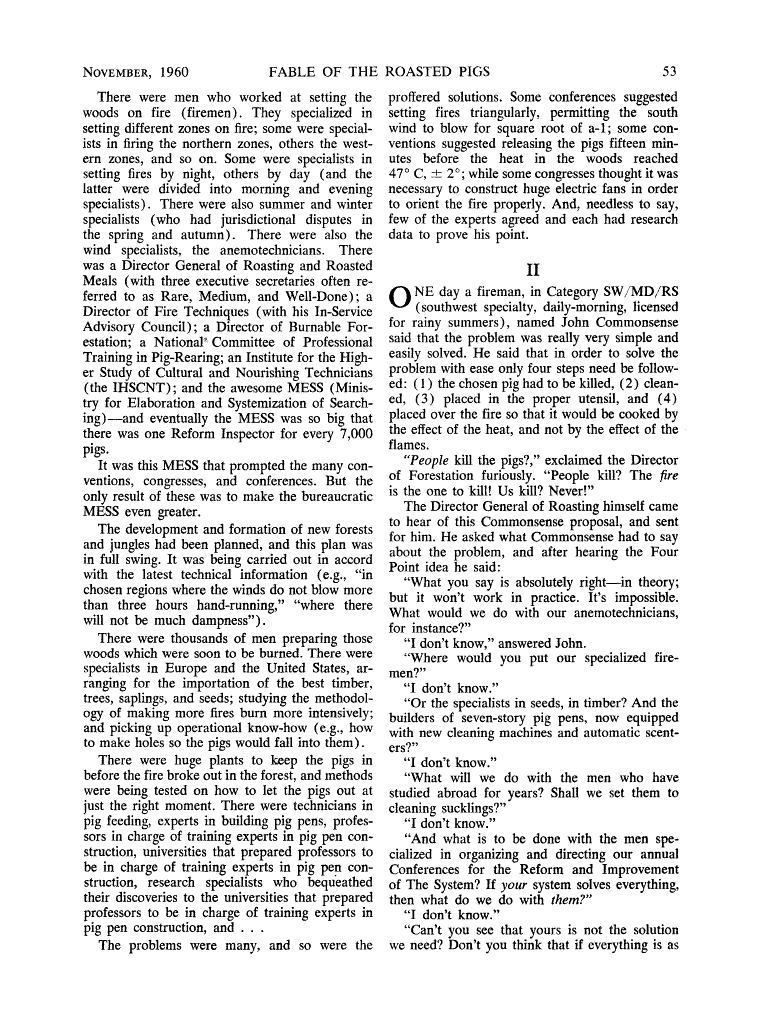 NOVEMBER, 1960 FABLE OF THE ROASTED PIGS 53
There were men who worked at setting the
woods on fire (firemen). They specialized in
setting different zones on fire; some were special-
ists in firing the northern zones, others the west-
ern zones, and so on. Some were specialists in
setting fires by night, others by day (and the
latter were divided into morning and evening
specialists). There were also summer and winter
specialists (who had jurisdictional disputes in
the spring and autumn). There were also the
wind specialists, the anemotechnicians. There
was a Director General of Roasting and Roasted
Meals (with three executive secretaries often re-
ferred to as Rare, Medium, and Well-Done); a
Director of Fire Techniques (with his In-Service
Advisory Council); a Director of Burnable For-
estation; a National Committee of Professional
Training in Pig-Rearing; an Institute for the High-
er Study of Cultural and Nourishing Technicians
(the IHSCNT); and the awesome MESS (Minis-
try for Elaboration and Systemization of Search-
ing)—and eventually the MESS was so big that
there was one Reform Inspector for every 7,000
pigs.
It was this MESS that prompted the many con-
ventions, congresses, and conferences. But the
only result of these was to make the bureaucratic
MESS even greater.
The development and formation of new forests
and jungles had been planned, and this plan was
in full swing. It was being carried out in accord
with the latest technical information (e.g., “in
chosen regions where the winds do not blow more
than three hours hand-running,” “where there
will not be much dampness”).
There were thousands of men preparing those
woods which were soon to be burned. There were
specialists in Europe and the United States, ar-
ranging for the importation of the best timber,
trees, saplings, and seeds; studying the methodol-
ogy of making more fires burn more intensively;
and picking up operational know-how (e.g., how
to make holes so the pigs would fall into them).
There were huge plants to keep the pigs in
before the fire broke out in the forest, and methods
were being tested on how to let the pigs out at
just the right moment. There were technicians in
pig feeding, experts in building pig pens, profes-
sors in charge of training experts in pig pen con-
struction, universities that prepared professors to
be in charge of training experts in pig pen con-
struction, research specialists who bequeathed
their discoveries to the universities that prepared
professors to be in charge of training experts in
pig pen construction, and . . .
The problems were many, and so were the
proffered solutions. Some conferences suggested
setting fires triangularly, permitting the south
wind to blow for square root of a-1; some con-
ventions suggested releasing the pigs fifteen min-
utes before the heat in the woods reached
47° C, ± 2°; while some congresses thought it was
necessary to construct huge electric fans in order
to orient the fire properly. And, needless to say,
few of the experts agreed and each had research
data to prove his point.
II
ONE day a fireman, in Category SW/MD/RS
(southwest specialty, daily-morning, licensed
for rainy summers), named John Commonsense
said that the problem was really very simple and
easily solved. He said that in order to solve the
problem with ease only four steps need be follow-
ed: (1) the chosen pig had to be killed, (2) clean-
ed, (3) placed in the proper utensil, and (4)
placed over the fire so that it would be cooked by
the effect of the heat, and not by the effect of the
flames.
“People kill the pigs?,” exclaimed the Director
of Forestation furiously. “People kill? The fire
is the one to kill! Us kill? Never!”
The Director General of Roasting himself came
to hear of this Commonsense proposal, and sent
for him. He asked what Commonsense had to say
about the problem, and after hearing the Four
Point idea he said:
“What you say is absolutely right—in theory;
but it won't work in practice. It's impossible.
What would we do with our anemotechnicians,
for instance?”
“I don't know,” answered John.
“Where would you put our specialized fire-
men?”
“I don't know.”
“Or the specialists in seeds, in timber? And the
builders of seven-story pig pens, now equipped
with new cleaning machines and automatic scent-
ers?”
“I don't know.”
“What will we do with the men who have
studied abroad for years? Shall we set them to
cleaning sucklings?”
“I don't know.”
“And what is to be done with the men spe-
cialized in organizing and directing our annual
Conferences for the Reform and Improvement
of The System? If your system solves everything,
then what do we do with them?”
“I don't know.”
“Can't you see that yours is not the solution
we need? Don't you think that if everything is as